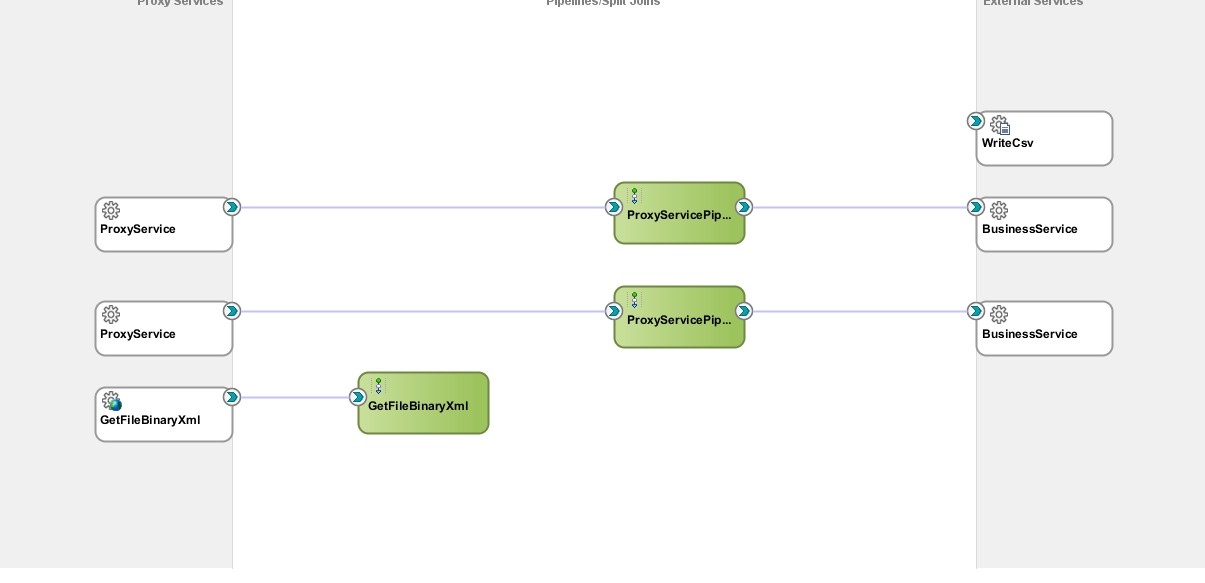 Proxy Services Pipelines/Split Joins External Services
WriteCsv
ProxyService ProxyServicePip... BusinessService
ProxyService ProxyServicePip... BusinessService
GetFileBinaryXml GetFileBinaryXml